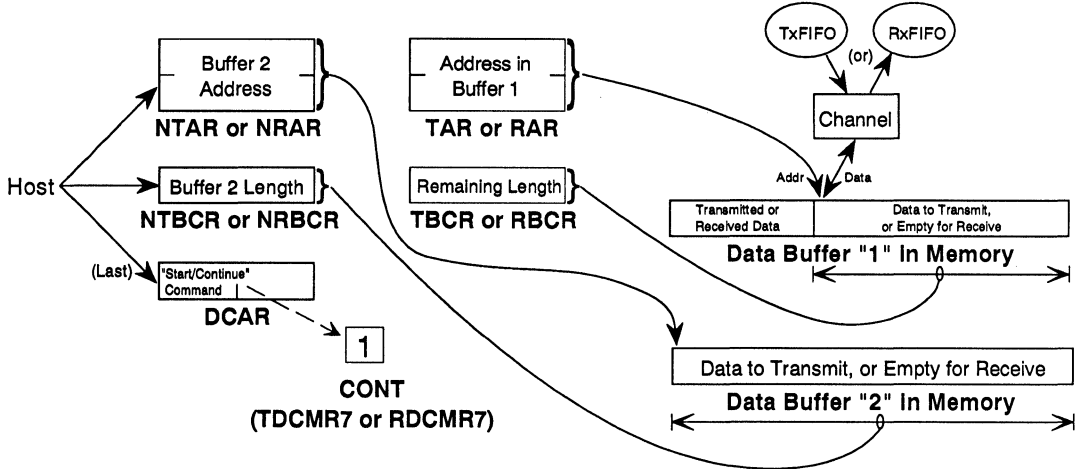 TxFIFO
RxFIFO
(or)
Channel
Buffer 2
Address
NTAR or NRAR
Address in
Buffer 1
TAR or RAR
Host
Buffer 2 Length
NTBCR or NRBCR
Remaining Length
TBCR or RBCR
Addr
Data
Transmitted or
Received Data
Data to Transmit,
or Empty for Receive
Data Buffer "1" in Memory
(Last)
"Start/Continue"
Command
DCAR
1
CONT
(TDCMR7 or RDCMR7)
Data to Transmit, or Empty for Receive
Data Buffer "2" in Memory